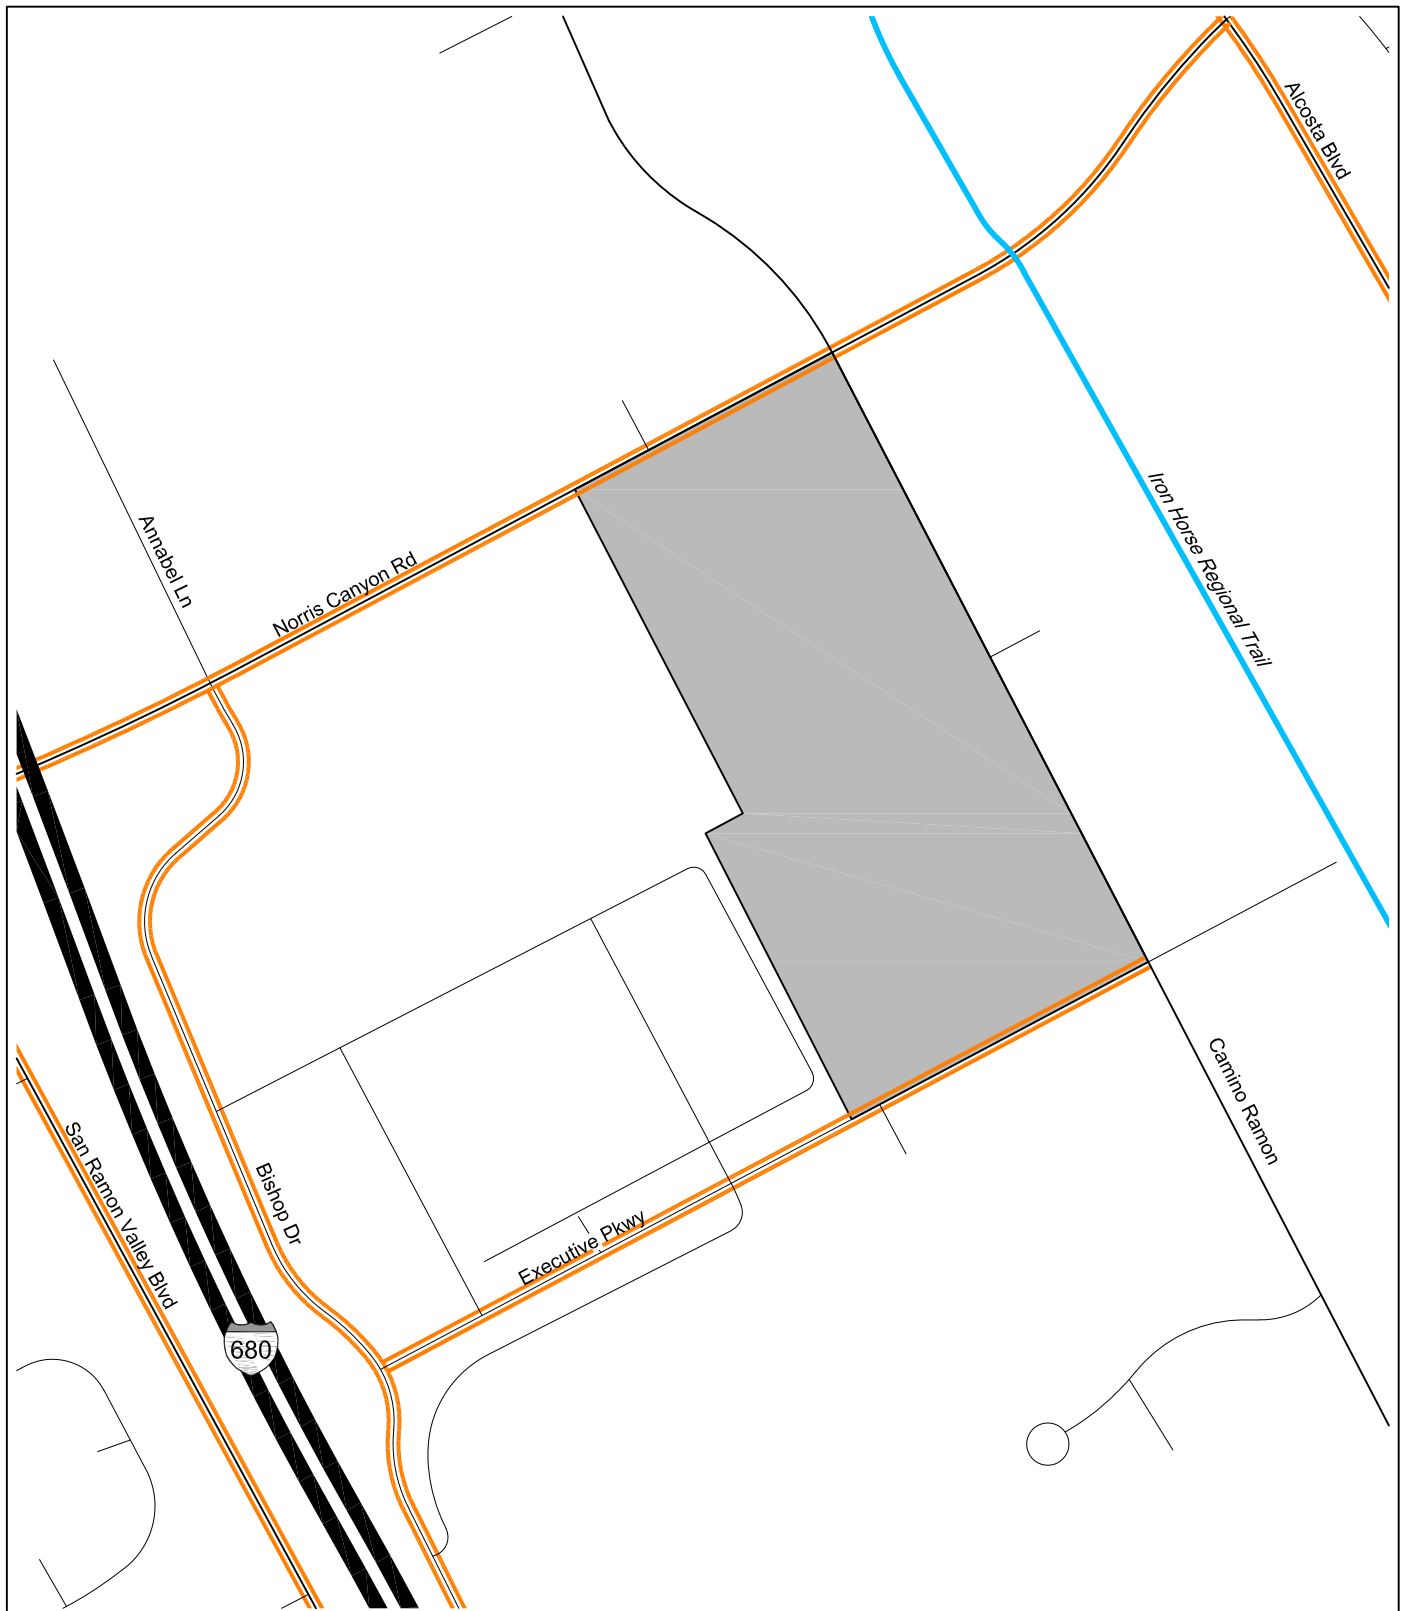 Alcosta Blvd
Iron Horse Regional Trail
Annabel Ln
Norris Canyon Rd
Camino Ramon
San Ramon Valley Blvd
Bishop Dr
Executive Pkwy
680